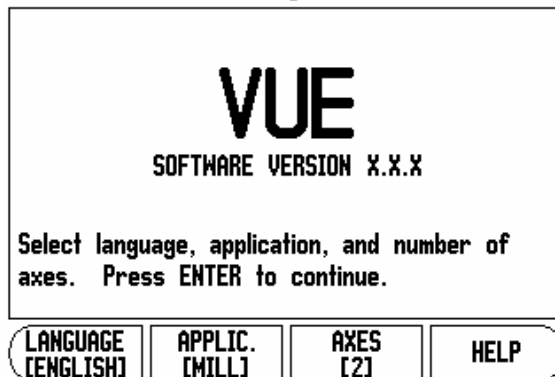 VUE
SOFTWARE VERSION X.X.X
Select language, application, and number of
axes. Press ENTER to continue.
LANGUAGE
[ENGLISH]
APPLIC.
[MILL]
AXES
[2]
HELP